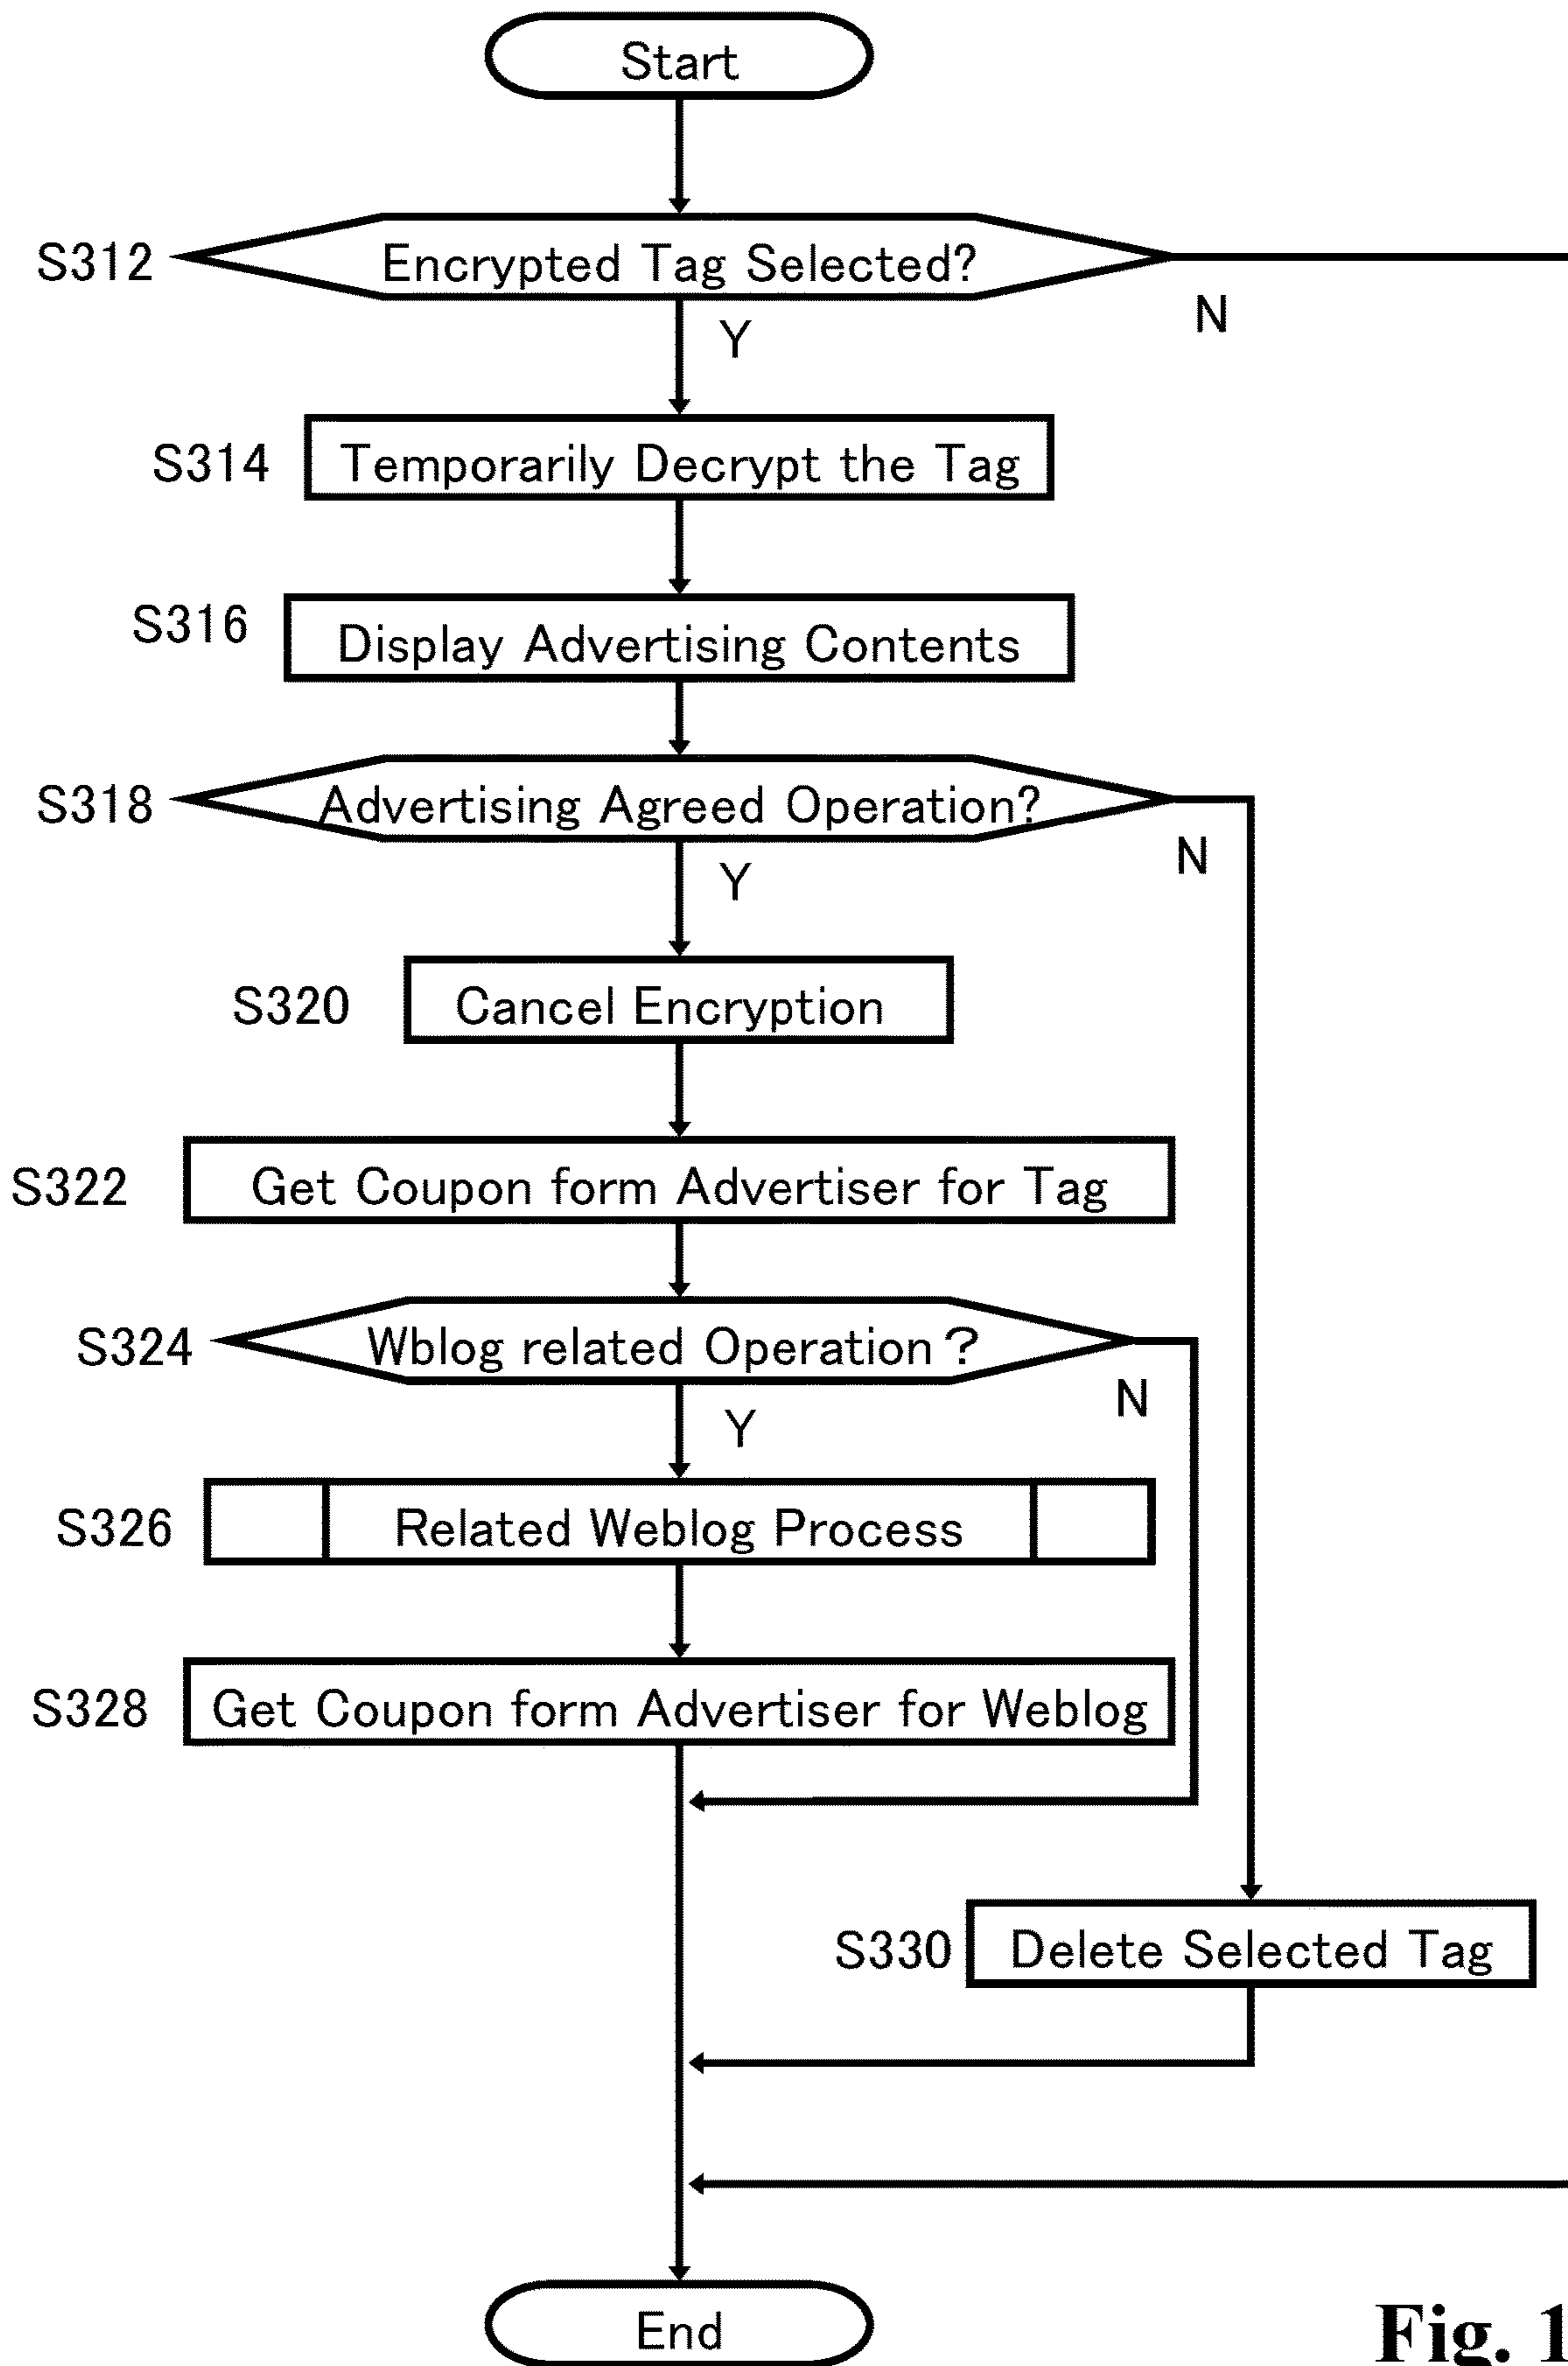 Start
S312 Encrypted Tag Selected?
N
Y
S314 Temporarily Decrypt the Tag
S316 Display Advertising Contents
S318 Advertising Agreed Operation?
N
Y
S320 Cancel Encryption
S322 Get Coupon form Advertiser for Tag
S324 Wblog related Operation?
N
Y
S326 Related Weblog Process
S328 Get Coupon form Advertiser for Weblog
S330 Delete Selected Tag
End
Fig. 1